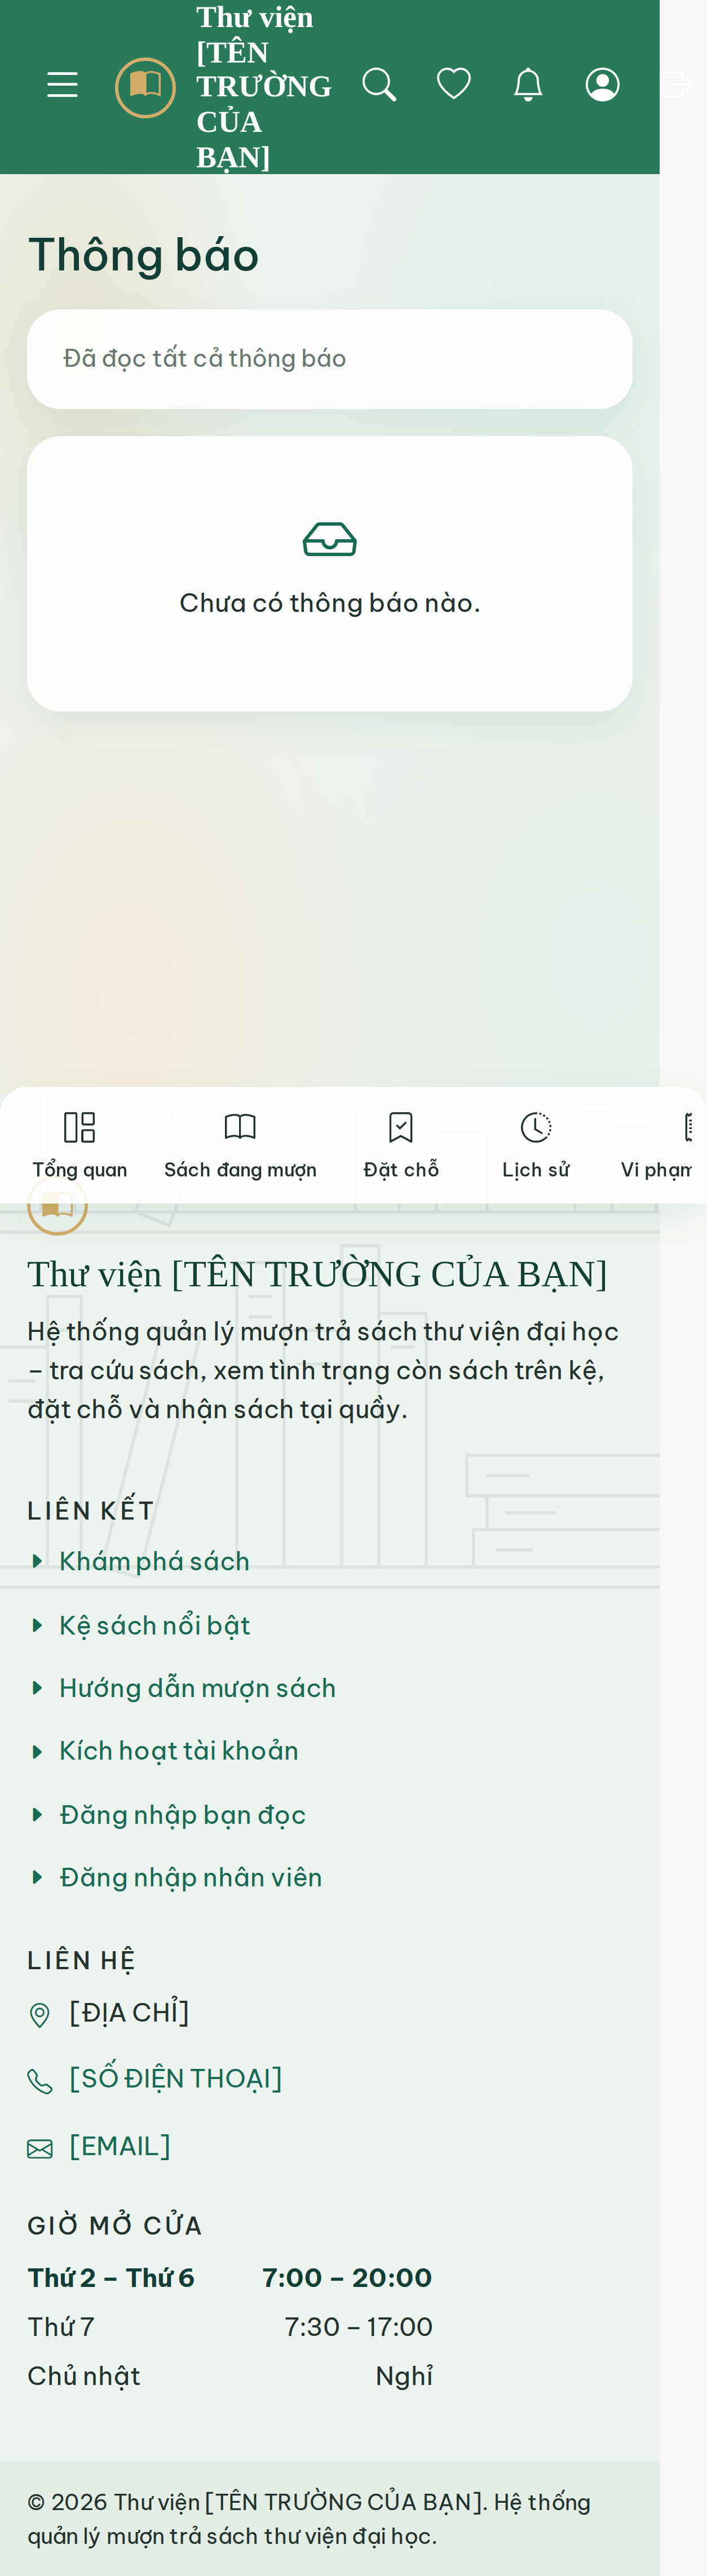 Thư viện
[TÊN
TRƯỜNG
CỦA
BẠN]
Thông báo
Đã đọc tất cả thông báo
Chưa có thông báo nào.
Tổng quan
Sách đang mượn
Đặt chỗ
Lịch sử
Vi phạm
Thư viện [TÊN TRƯỜNG CỦA BẠN]
Hệ thống quản lý mượn trả sách thư viện đại học
– tra cứu sách, xem tình trạng còn sách trên kệ,
đặt chỗ và nhận sách tại quầy.
LIÊN KẾT
Khám phá sách
Kệ sách nổi bật
Hướng dẫn mượn sách
Kích hoạt tài khoản
Đăng nhập bạn đọc
Đăng nhập nhân viên
LIÊN HỆ
[ĐỊA CHỈ]
[SỐ ĐIỆN THOẠI]
[EMAIL]
GIỜ MỞ CỬA
Thứ 2 – Thứ 6 7:00 – 20:00
Thứ 7 7:30 – 17:00
Chủ nhật Nghỉ
© 2026 Thư viện [TÊN TRƯỜNG CỦA BẠN]. Hệ thống
quản lý mượn trả sách thư viện đại học.